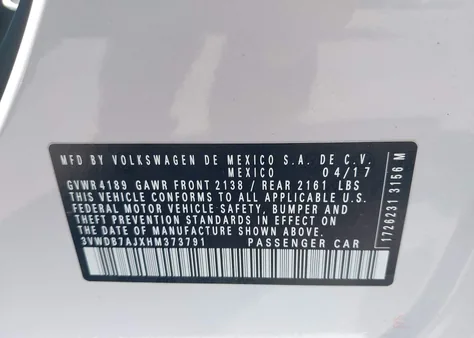 MFD BY VOLKSWAGEN DE MEXICO S.A. DE C.V.
MEXICO 04/17
GVWR 4189 GAWR FRONT 2138 / REAR 2161 LBS
THIS VEHICLE CONFORMS TO ALL APPLICABLE U.S.
FEDERAL MOTOR VEHICLE SAFETY, BUMPER AND
THEFT PREVENTION STANDARDS IN EFFECT ON
THE DATE OF MANUFACTURE SHOWN ABOVE
3VWDB7AJXHM373791 PASSENGER CAR
1726231 3156 M